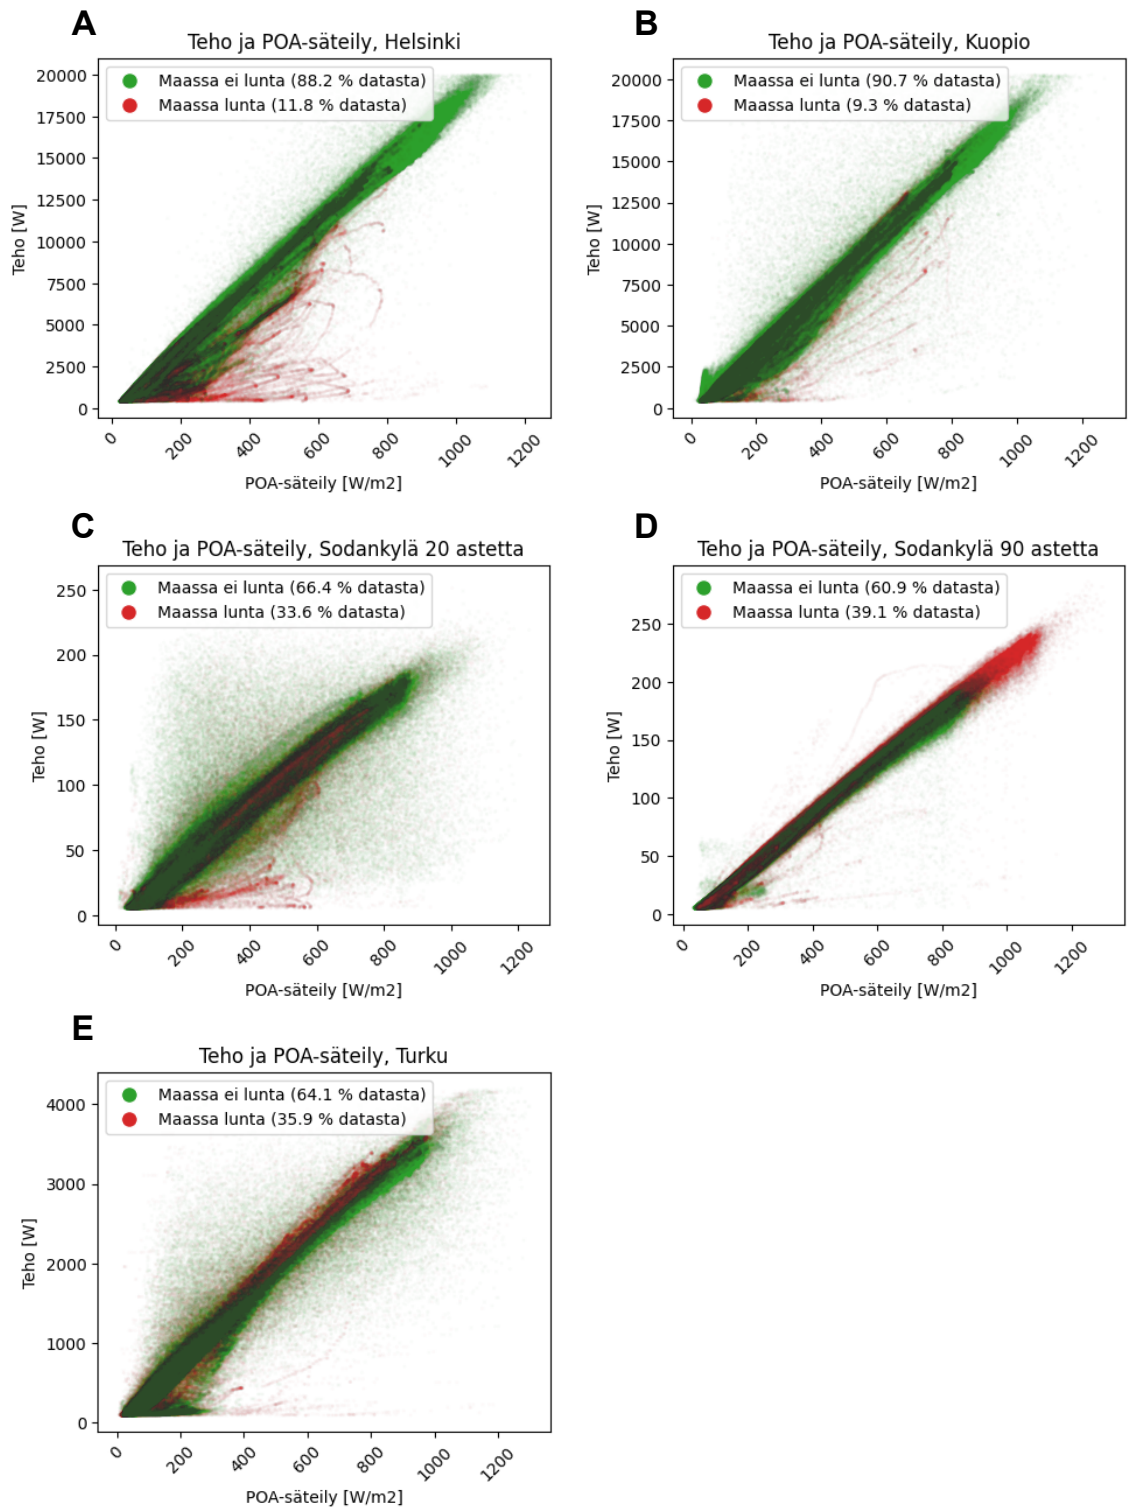 A
Teho ja POA-säteily, Helsinki
Maassa ei lunta (88.2 % datasta)
Maassa lunta (11.8 % datasta)
20000
17500
15000
12500
10000
7500
5000
2500
0
Teho [W]
0
200
400
600
800
1000
1200
POA-säteily [W/m2]
B
Teho ja POA-säteily, Kuopio
Maassa ei lunta (90.7 % datasta)
Maassa lunta (9.3 % datasta)
20000
17500
15000
12500
10000
7500
5000
2500
0
Teho [W]
0
200
400
600
800
1000
1200
POA-säteily [W/m2]
C
Teho ja POA-säteily, Sodankylä 20 astetta
Maassa ei lunta (66.4 % datasta)
Maassa lunta (33.6 % datasta)
250
200
150
100
50
0
Teho [W]
0
200
400
600
800
1000
1200
POA-säteily [W/m2]
D
Teho ja POA-säteily, Sodankylä 90 astetta
Maassa ei lunta (60.9 % datasta)
Maassa lunta (39.1 % datasta)
250
200
150
100
50
0
Teho [W]
0
200
400
600
800
1000
1200
POA-säteily [W/m2]
E
Teho ja POA-säteily, Turku
Maassa ei lunta (64.1 % datasta)
Maassa lunta (35.9 % datasta)
4000
3000
2000
1000
0
Teho [W]
0
200
400
600
800
1000
1200
POA-säteily [W/m2]